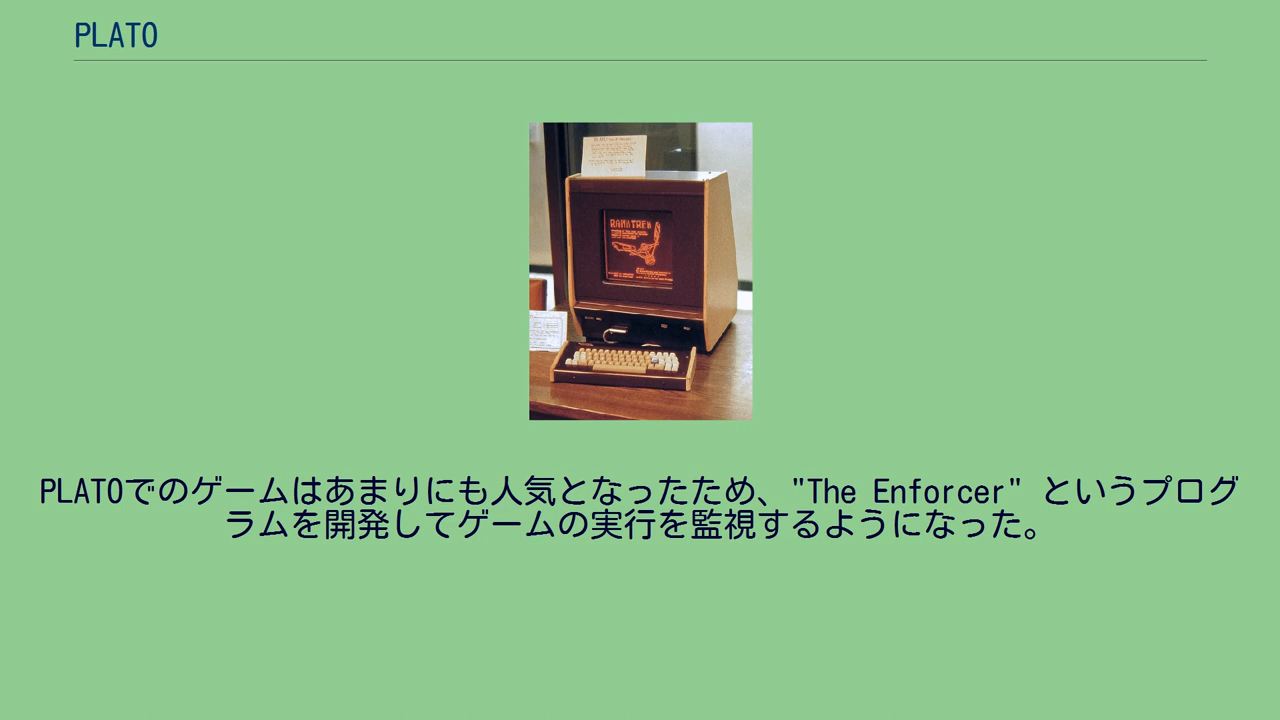 PLATO
RANKTREK
PLATOでのゲームはあまりにも人気となったため、"The Enforcer" というプログ
ラムを開発してゲームの実行を監視するようになった。